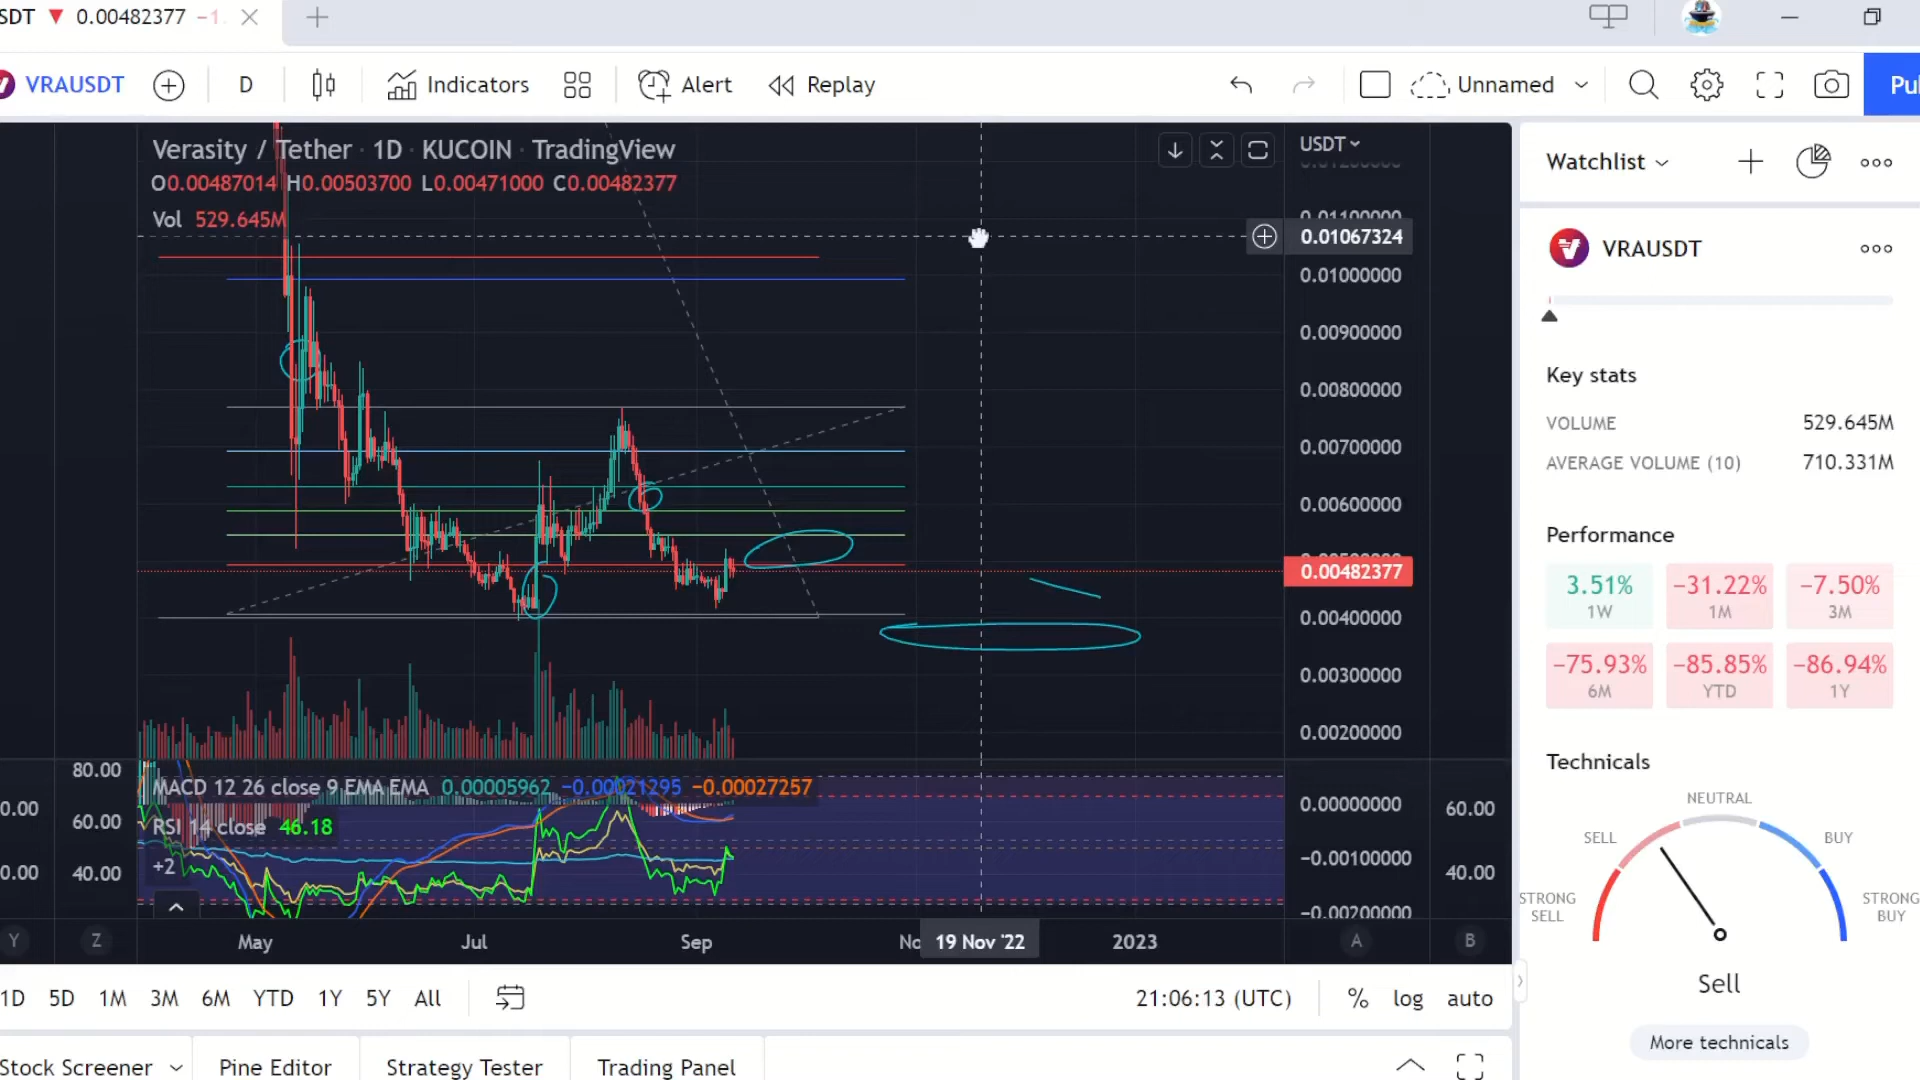 SDT ▼ 0.00482377 −1
VRAUSDT D Indicators Alert Replay Unnamed Pu
Verasity / Tether · 1D · KUCOIN · TradingView
O0.00487014 H0.00503700 L0.00471000 C0.00482377
Vol 529.645M
USDT
0.01067324
0.01000000
0.00900000
0.00800000
0.00700000
0.00600000
0.00482377
0.00400000
0.00300000
0.00200000
MACD 12 26 close 9 EMA EMA 0.00005962 −0.00021295 −0.00027257
RSI 14 close 46.18
+2
0.00
0.00
80.00
60.00
40.00
0.00000000
−0.00100000
−0.00200000
60.00
40.00
Y Z May Jul Sep No 19 Nov '22 2023 A B
1D 5D 1M 3M 6M YTD 1Y 5Y All 21:06:13 (UTC) % log auto
Stock Screener Pine Editor Strategy Tester Trading Panel
Watchlist
VRAUSDT
Key stats
VOLUME 529.645M
AVERAGE VOLUME (10) 710.331M
Performance
3.51% −31.22% −7.50%
1W 1M 3M
−75.93% −85.85% −86.94%
6M YTD 1Y
Technicals
NEUTRAL
SELL BUY
STRONG SELL STRONG BUY
Sell
More technicals